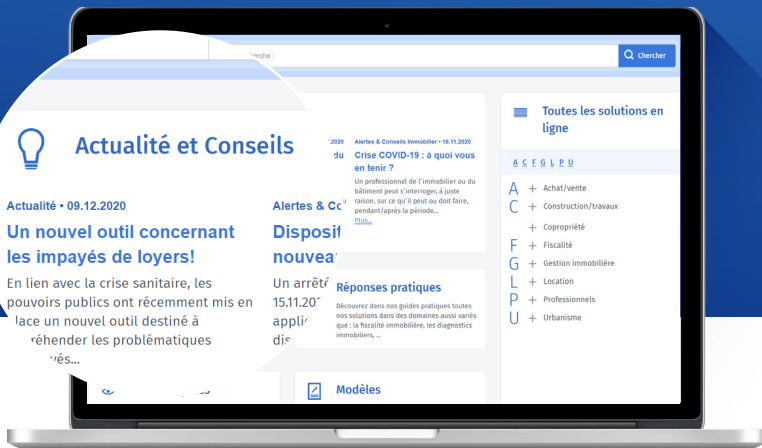 Chercher
Actualité et Conseils
Actualité • 09.12.2020
Un nouvel outil concernant
les impayés de loyers!
En lien avec la crise sanitaire, les
pouvoirs publics ont récemment mis en
lace un nouvel outil destiné à
problématiques
Alertes &
Un arrêté
2020
Alertes & Conseils Immobilier • 16.11.2020
Crise COVID-19 : à quoi vous
en tenir ?
Un professionnel de l'immobilier ou du
bâtiment peut s'interroger, à juste
raison, sur ce qu'il peut ou doit faire,
pendant/après la période...
Plus...
Réponses pratiques
Découvrez dans nos guides pratiques toutes
nos solutions dans des domaines aussi variés
que : la fiscalité immobilière, les diagnostics
immobiliers, ...
Modèles
Toutes les solutions en
ligne
A C F G L P U
A + Achat/vente
C + Construction/travaux
+ Copropriété
F + Fiscalité
G + Gestion immobilière
L + Location
P + Professionnels
U + Urbanisme